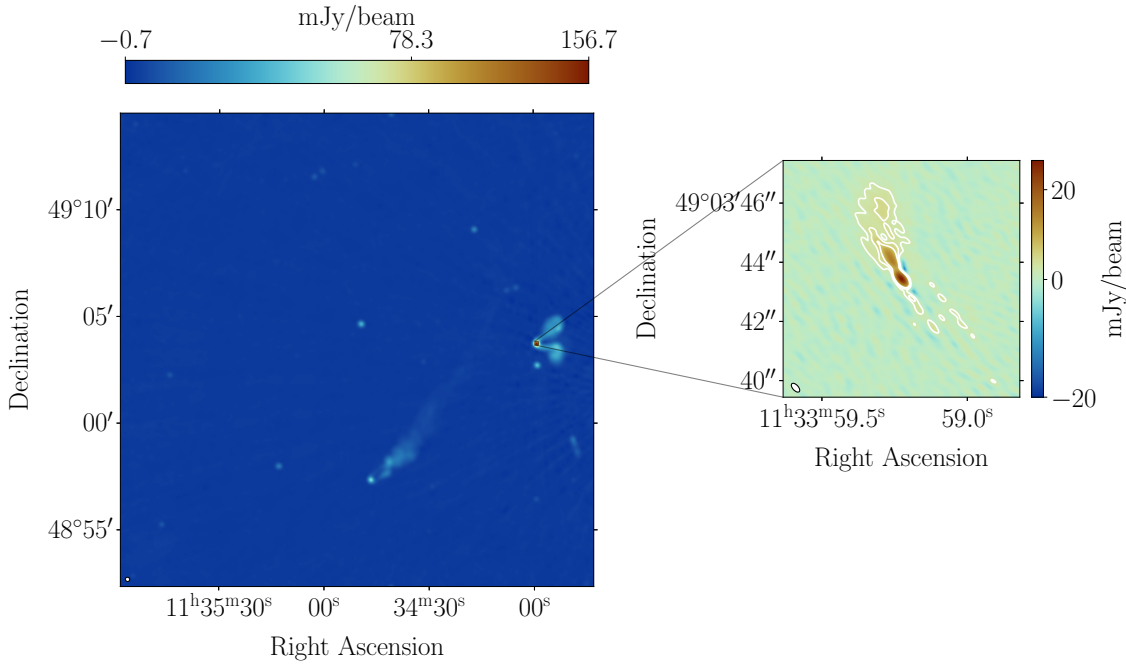 mJy/beam
−0.7 78.3 156.7
49°10′
05′
00′
48°55′
Declination
11ʰ35ᵐ30ˢ 00ˢ 34ᵐ30ˢ 00ˢ
Right Ascension
49°03′46″
44″
42″
40″
Declination
11ʰ33ᵐ59.5ˢ 59.0ˢ
Right Ascension
20
0
−20
mJy/beam